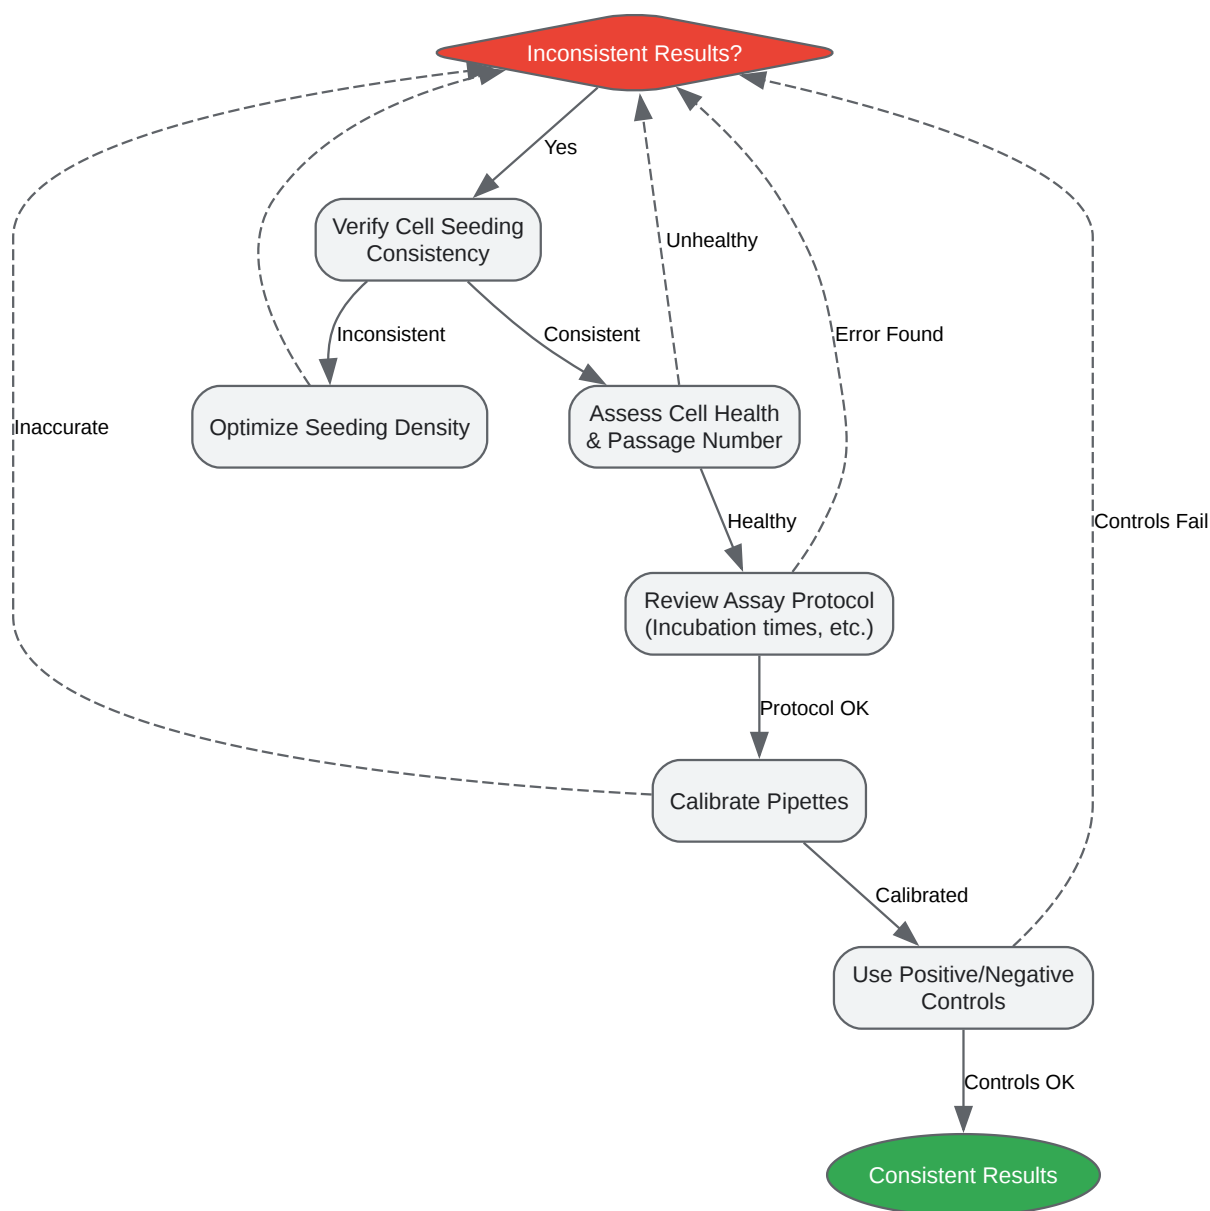 Inconsistent Results?
Yes
Verify Cell Seeding
Consistency
Unhealthy
Inconsistent
Consistent
Error Found
Inaccurate
Optimize Seeding Density
Assess Cell Health
& Passage Number
Healthy
Controls Fail
Review Assay Protocol
(Incubation times, etc.)
Protocol OK
Calibrate Pipettes
Calibrated
Use Positive/Negative
Controls
Controls OK
Consistent Results